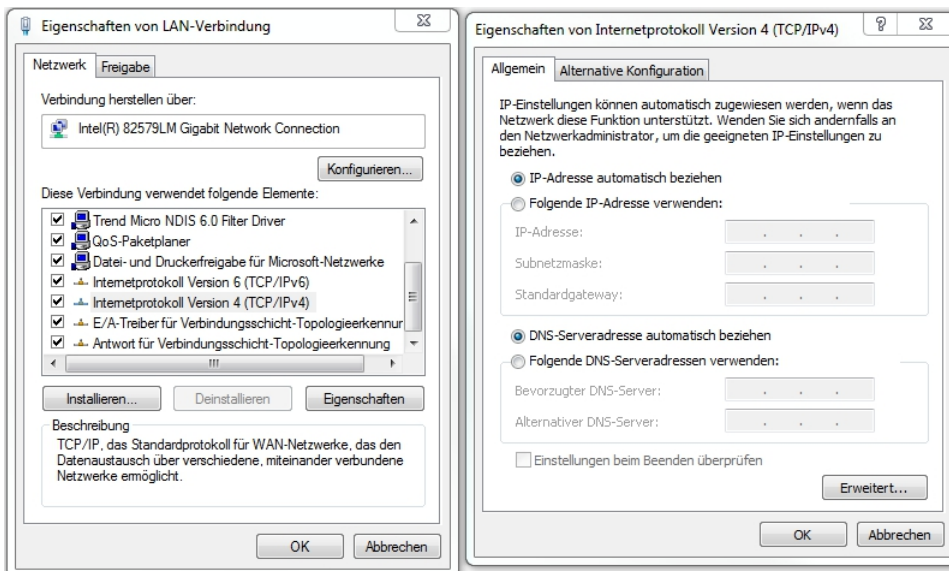 Eigenschaften von LAN-Verbindung
Netzwerk
Freigabe
Verbindung herstellen über:
Intel(R) 82579LM Gigabit Network Connection
Konfigurieren...
Diese Verbindung verwendet folgende Elemente:
Trend Micro NDIS 6.0 Filter Driver
QoS-Paketplaner
Datei- und Druckerfreigabe für Microsoft-Netzwerke
Internetprotokoll Version 6 (TCP/IPv6)
Internetprotokoll Version 4 (TCP/IPv4)
E/A-Treiber für Verbindungsschicht-Topologieerkennur
Antwort für Verbindungsschicht-Topologieerkennung
Installieren...
Deinstallieren
Eigenschaften
Beschreibung
TCP/IP, das Standardprotokoll für WAN-Netzwerke, das den
Datenaustausch über verschiedene, miteinander verbundene
Netzwerke ermöglicht.
OK
Abbrechen
Eigenschaften von Internetprotokoll Version 4 (TCP/IPv4)
Allgemein
Alternative Konfiguration
IP-Einstellungen können automatisch zugewiesen werden, wenn das
Netzwerk diese Funktion unterstützt. Wenden Sie sich andernfalls an
den Netzwerkadministrator, um die geeigneten IP-Einstellungen zu
beziehen.
IP-Adresse automatisch beziehen
Folgende IP-Adresse verwenden:
IP-Adresse:
Subnetzmaske:
Standardgateway:
DNS-Serveradresse automatisch beziehen
Folgende DNS-Serveradressen verwenden:
Bevorzugter DNS-Server:
Alternativer DNS-Server:
Einstellungen beim Beenden überprüfen
Erweitert...
OK
Abbrechen